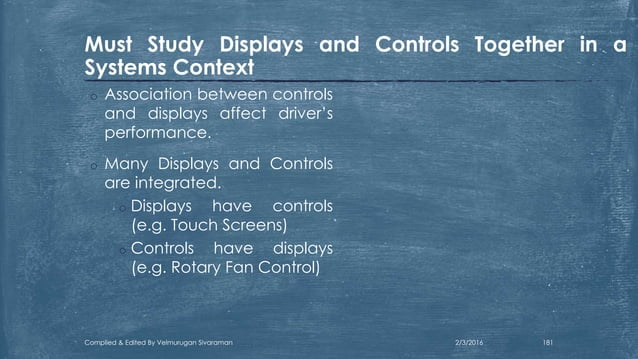 Must Study Displays and Controls Together in a
Systems Context
o Association between controls
and displays affect driver's
performance.
o Many Displays and Controls
are integrated.
o Displays have controls
(e.g. Touch Screens)
o Controls have displays
(e.g. Rotary Fan Control)
Complied & Edited By Velmurugan Sivaraman 2/3/2016 181